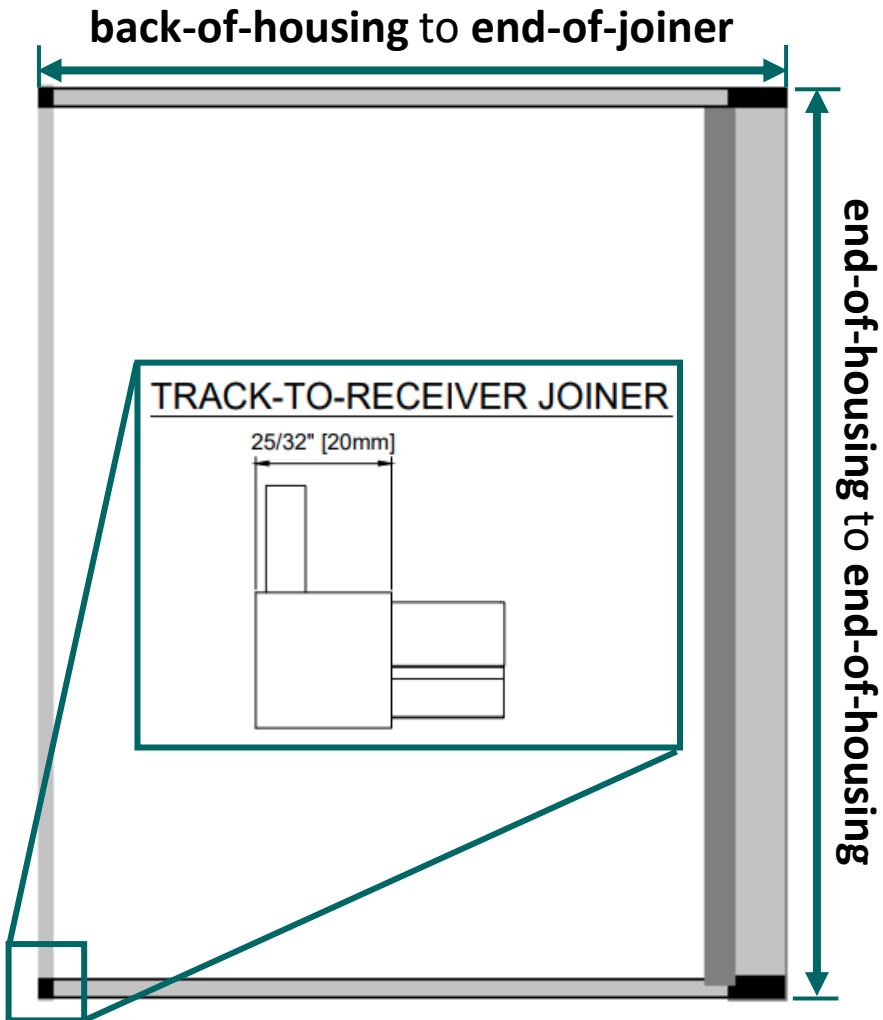 back-of-housing to end-of-joiner
end-of-housing to end-of-housing
TRACK-TO-RECEIVER JOINER
25/32" [20mm]